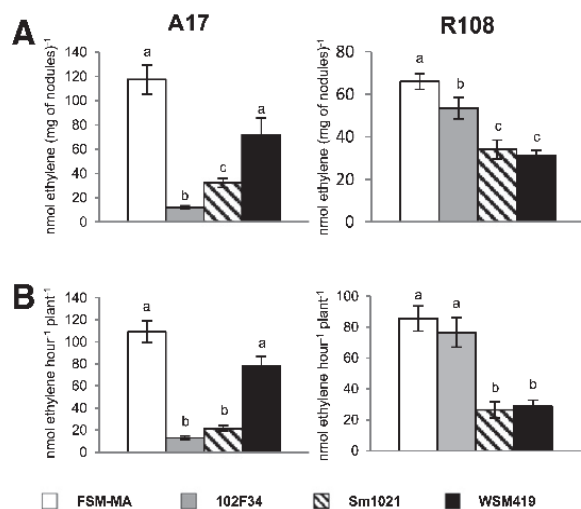 A17
R108
A
nmol ethylene (mg of nodules)-1
140
120
100
80
60
40
20
0
a
b
c
a
nmol ethylene (mg of nodules)-1
80
60
40
20
0
a
b
c
c
B
nmol ethylene hour-1 plant-1
140
120
100
80
60
40
20
0
a
b
b
a
nmol ethylene hour-1 plant-1
100
80
60
40
20
0
a
a
b
b
FSM-MA
102F34
Sm1021
WSM419